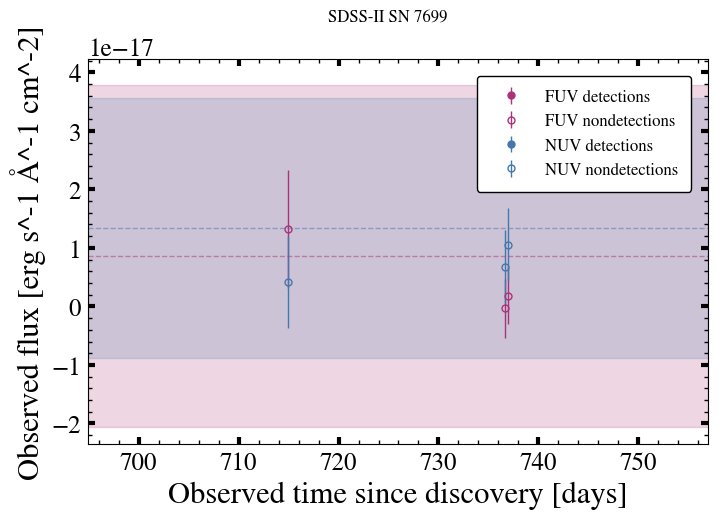 SDSS-II SN 7699
1e−17
Observed flux [erg s^-1 Å^-1 cm^-2]
4
3
2
1
0
−1
−2
FUV detections
FUV nondetections
NUV detections
NUV nondetections
700 710 720 730 740 750
Observed time since discovery [days]